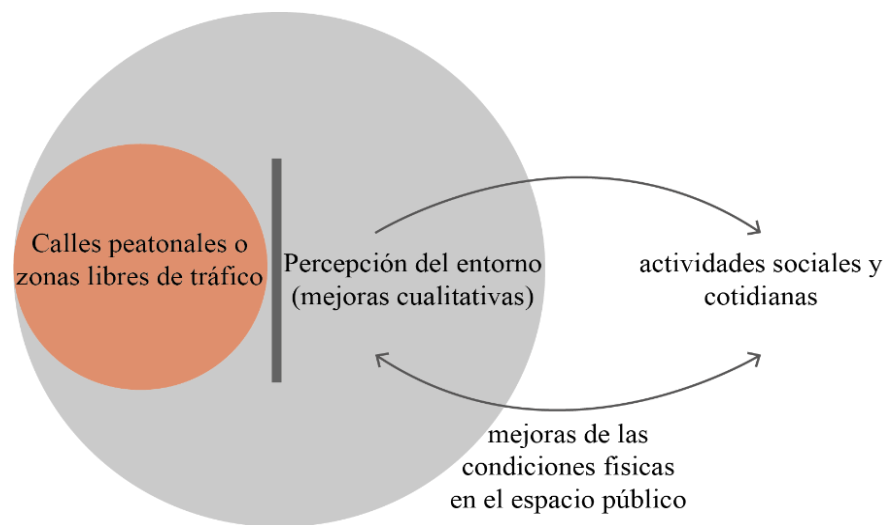 Calles peatonales o
zonas libres de tráfico
Percepción del entorno
(mejoras cualitativas)
actividades sociales y
cotidianas
mejoras de las
condiciones físicas
en el espacio público